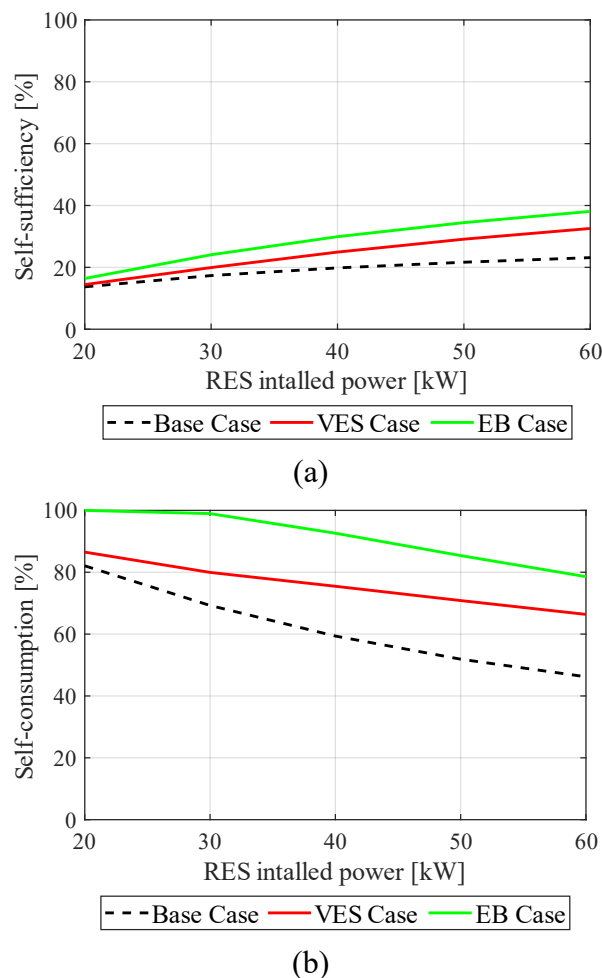 100
80
60
40
20
0
Self-sufficiency [%]
20 30 40 50 60
RES intalled power [kW]
Base Case VES Case EB Case
(a)
100
80
60
40
20
0
Self-consumption [%]
20 30 40 50 60
RES intalled power [kW]
Base Case VES Case EB Case
(b)